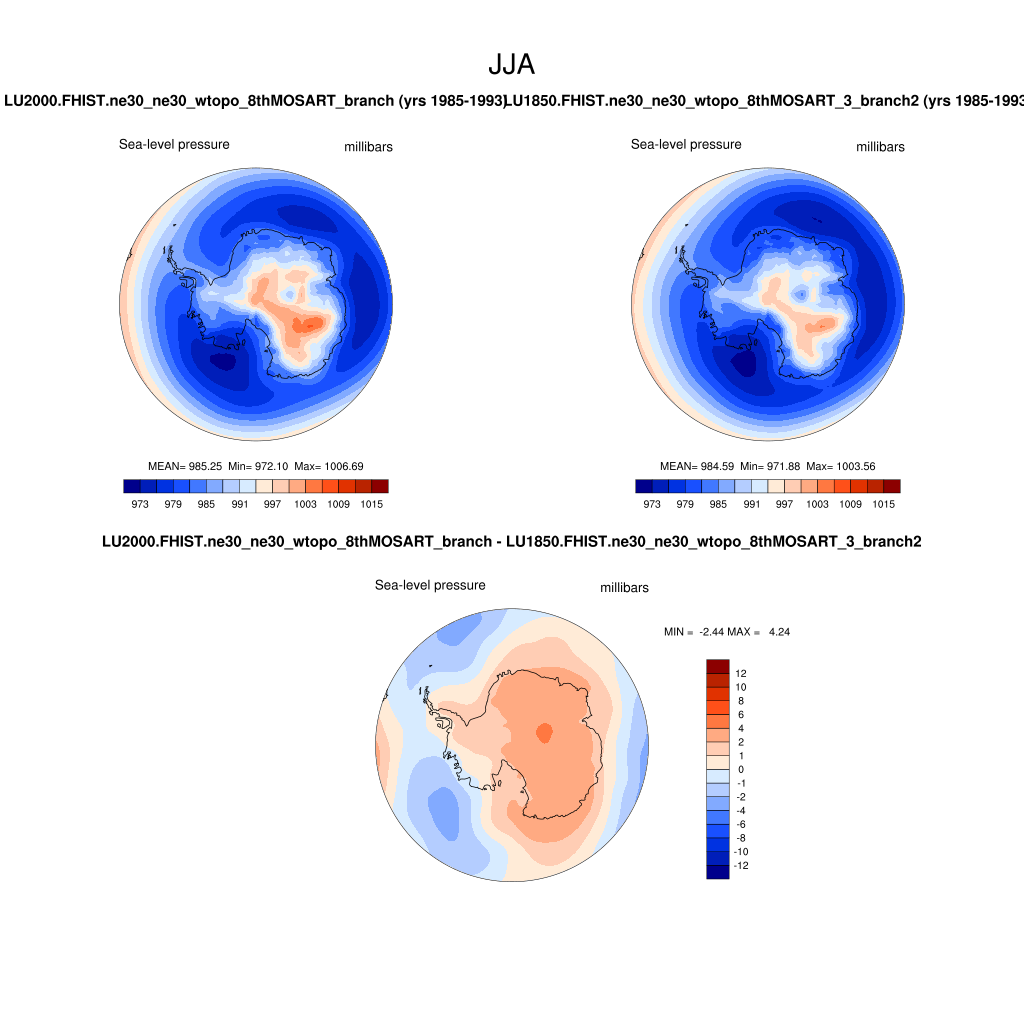 JJA
LU2000.FHIST.ne30_ne30_wtopo_8thMOSART_branch (yrs 1985-1993)
LU1850.FHIST.ne30_ne30_wtopo_8thMOSART_3_branch2 (yrs 1985-1993
Sea-level pressure millibars
Sea-level pressure millibars
MEAN= 985.25 Min= 972.10 Max= 1006.69
MEAN= 984.59 Min= 971.88 Max= 1003.56
973 979 985 991 997 1003 1009 1015
973 979 985 991 997 1003 1009 1015
LU2000.FHIST.ne30_ne30_wtopo_8thMOSART_branch - LU1850.FHIST.ne30_ne30_wtopo_8thMOSART_3_branch2
Sea-level pressure millibars
MIN = -2.44 MAX = 4.24
12
10
8
6
4
2
1
0
-1
-2
-4
-6
-8
-10
-12